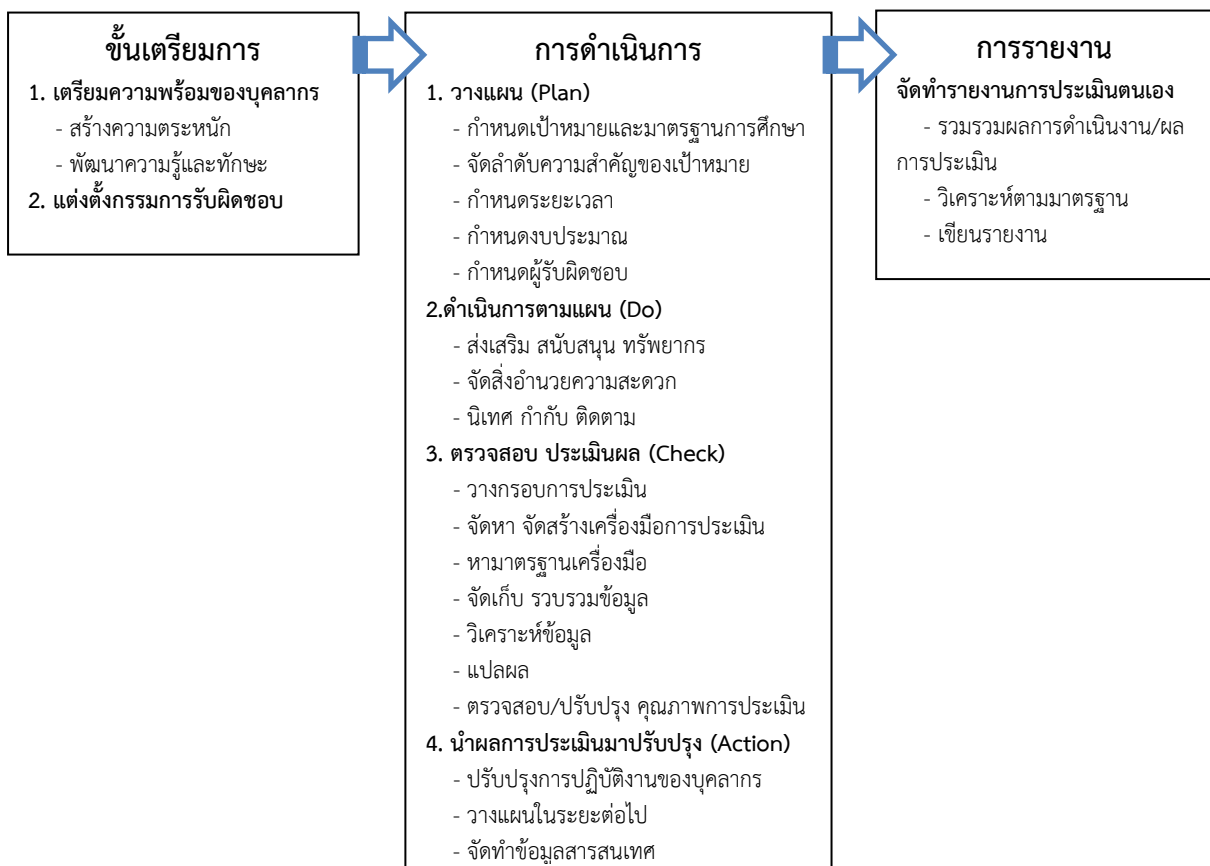 ขั้นเตรียมการ
1. เตรียมความพร้อมของบุคลากร
- สร้างความตระหนัก
- พัฒนาความรู้และทักษะ
2. แต่งตั้งกรรมการรับผิดชอบ
การดำเนินการ
1. วางแผน (Plan)
- กำหนดเป้าหมายและมาตรฐานการศึกษา
- จัดลำดับความสำคัญของเป้าหมาย
- กำหนดระยะเวลา
- กำหนดงบประมาณ
- กำหนดผู้รับผิดชอบ
2.ดำเนินการตามแผน (Do)
- ส่งเสริม สนับสนุน ทรัพยากร
- จัดสิ่งอำนวยความสะดวก
- นิเทศ กำกับ ติดตาม
3. ตรวจสอบ ประเมินผล (Check)
- วางกรอบการประเมิน
- จัดหา จัดสร้างเครื่องมือการประเมิน
- หามาตรฐานเครื่องมือ
- จัดเก็บ รวบรวมข้อมูล
- วิเคราะห์ข้อมูล
- แปลผล
- ตรวจสอบ/ปรับปรุง คุณภาพการประเมิน
4. นำผลการประเมินมาปรับปรุง (Action)
- ปรับปรุงการปฏิบัติงานของบุคลากร
- วางแผนในระยะต่อไป
- จัดทำข้อมูลสารสนเทศ
การรายงาน
จัดทำรายงานการประเมินตนเอง
- รวมรวมผลการดำเนินงาน/ผล
การประเมิน
- วิเคราะห์ตามมาตรฐาน
- เขียนรายงาน